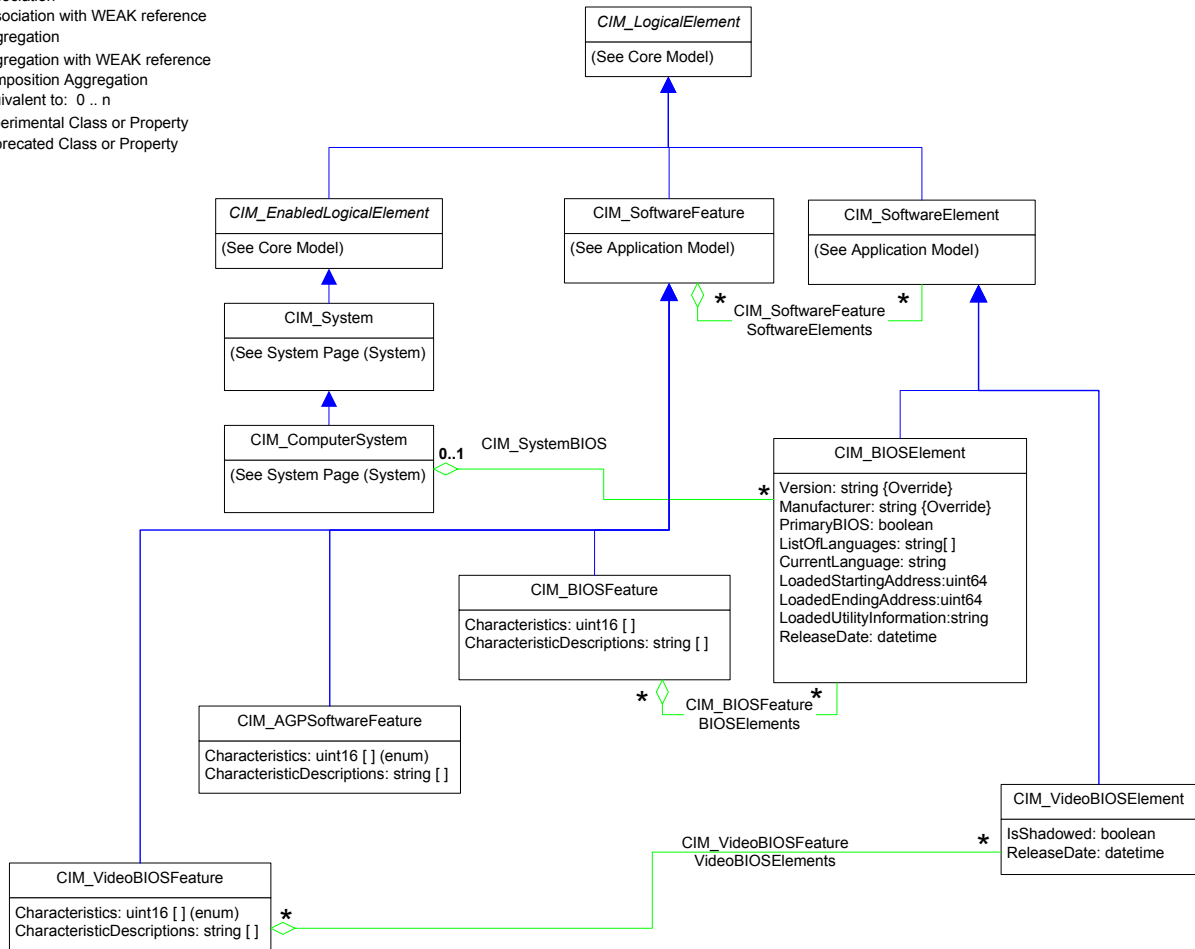 sociation with WEAK reference
gregation
gregation with WEAK reference
mposition Aggregation
uivalent to: 0 .. n
perimental Class or Property
precated Class or Property
CIM_LogicalElement
(See Core Model)
CIM_EnabledLogicalElement
(See Core Model)
CIM_SoftwareFeature
(See Application Model)
CIM_SoftwareElement
(See Application Model)
* *
CIM_SoftwareFeature
SoftwareElements
CIM_System
(See System Page (System)
CIM_ComputerSystem
(See System Page (System)
0..1
CIM_SystemBIOS
*
CIM_BIOSElement
Version: string {Override}
Manufacturer: string {Override}
PrimaryBIOS: boolean
ListOfLanguages: string[ ]
CurrentLanguage: string
LoadedStartingAddress:uint64
LoadedEndingAddress:uint64
LoadedUtilityInformation:string
ReleaseDate: datetime
CIM_BIOSFeature
Characteristics: uint16 [ ]
CharacteristicDescriptions: string [ ]
* *
CIM_BIOSFeature
BIOSElements
CIM_AGPSoftwareFeature
Characteristics: uint16 [ ] (enum)
CharacteristicDescriptions: string [ ]
CIM_VideoBIOSElement
IsShadowed: boolean
ReleaseDate: datetime
CIM_VideoBIOSFeature
VideoBIOSElements
*
CIM_VideoBIOSFeature
Characteristics: uint16 [ ] (enum)
CharacteristicDescriptions: string [ ]
*